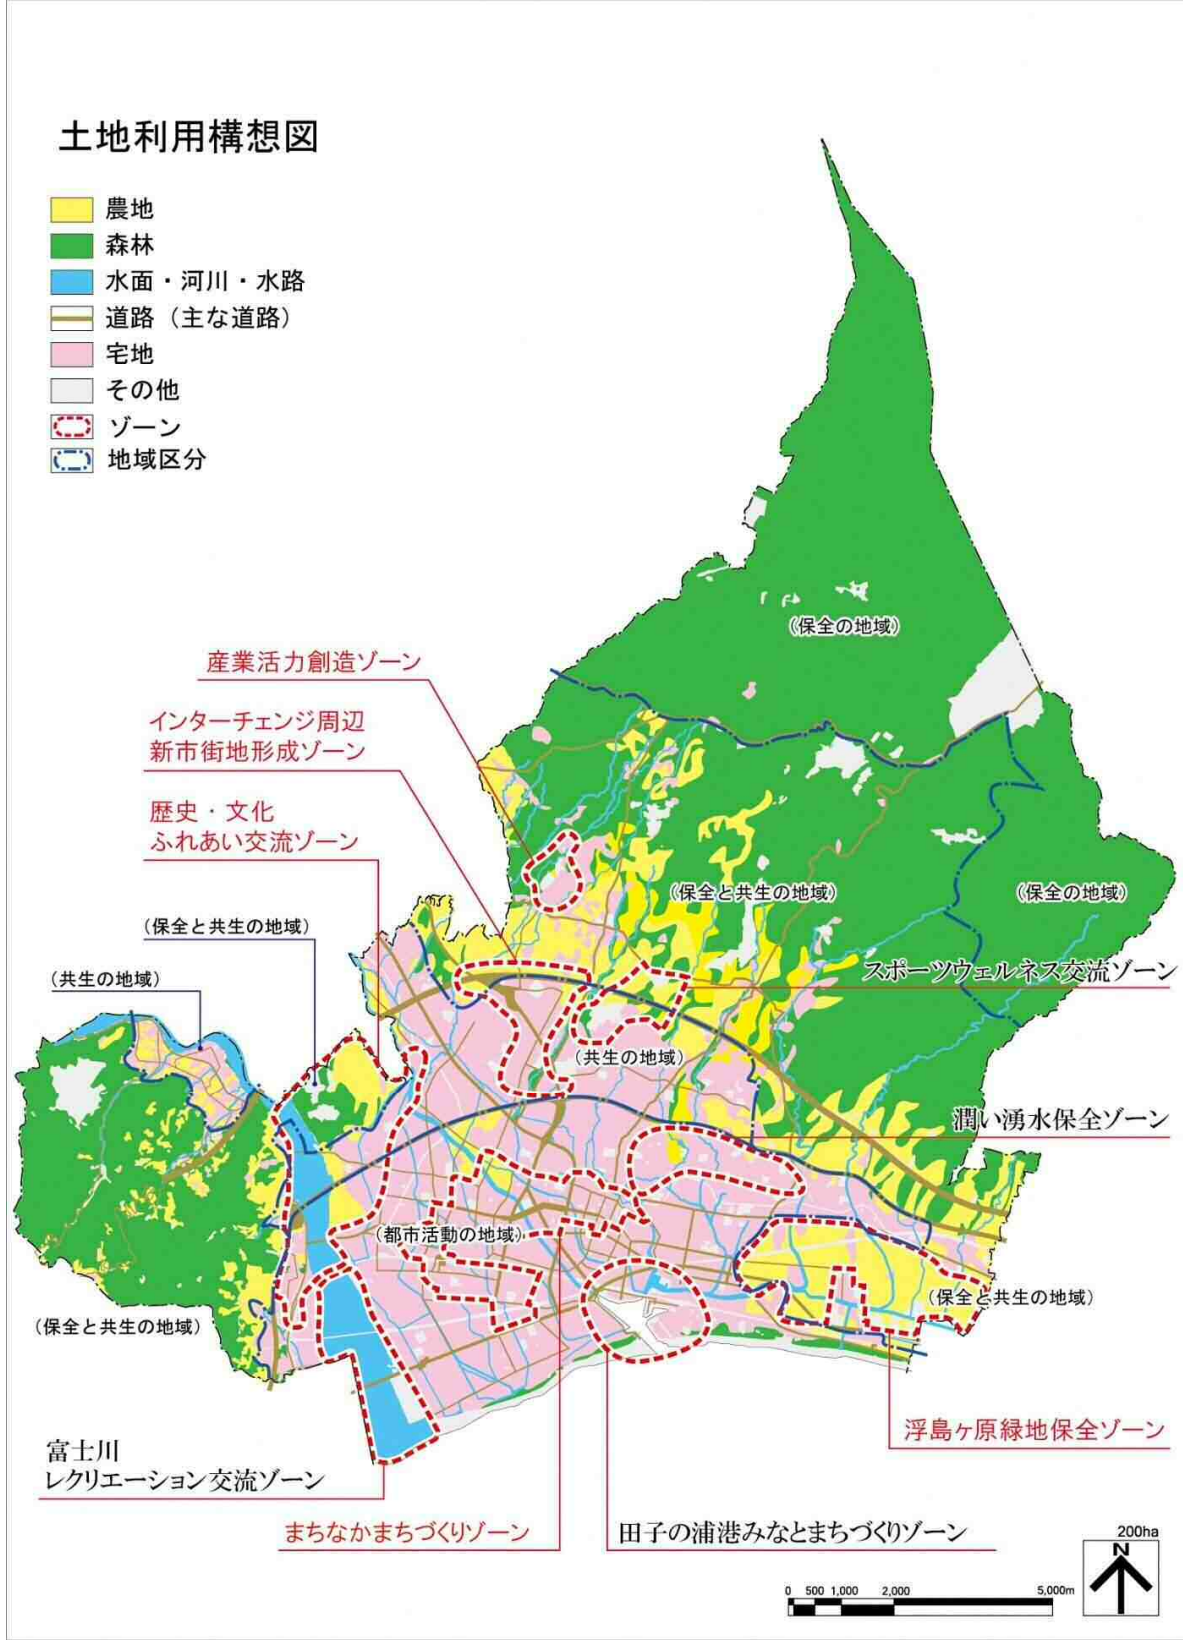 土地利用構想図
農地
森林
水面・河川・水路
道路（主な道路）
宅地
その他
ゾーン
地域区分
（保全の地域）
産業活力創造ゾーン
インターチェンジ周辺
新市街地形成ゾーン
歴史・文化
ふれあい交流ゾーン
（保全と共生の地域）
（保全の地域）
（保全と共生の地域）
（共生の地域）
スポーツウェルネス交流ゾーン
（共生の地域）
潤い湧水保全ゾーン
（都市活動の地域）
（保全と共生の地域）
（保全と共生の地域）
浮島ヶ原緑地保全ゾーン
富士川
レクリエーション交流ゾーン
まちなかまちづくりゾーン
田子の浦港みなとまちづくりゾーン
200ha
N
0 500 1,000 2,000 5,000m